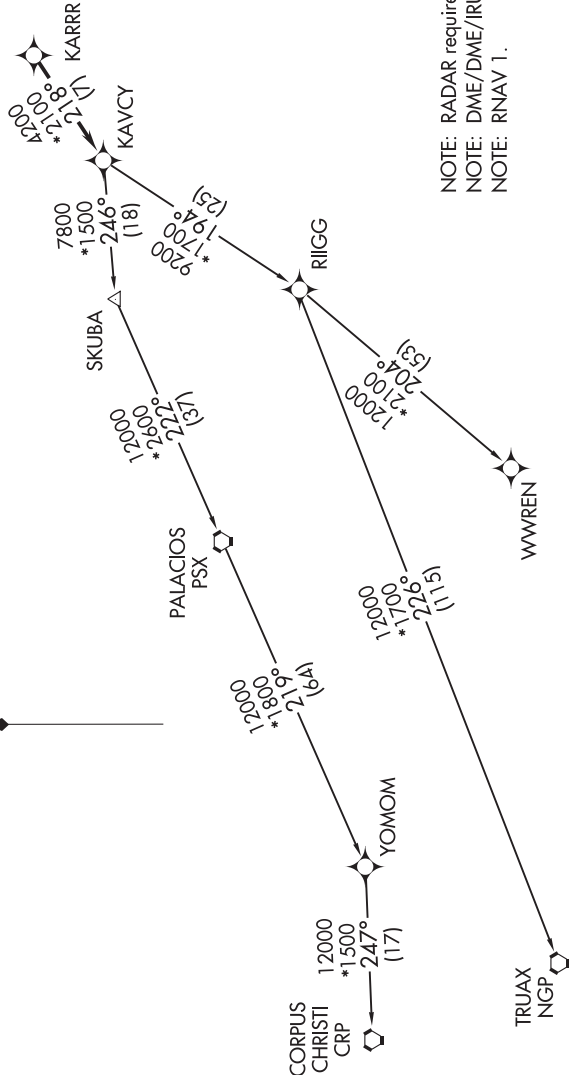 KARRR
4200
*2100
218°
(7)
KAVCY
7800
*1500
246°
(18)
9200
*1700
194°
(25)
SKUBA
RIIGG
12000
*2600
222°
(37)
12000
*2100
204°
(53)
PALACIOS
PSX
WWREN
12000
*1700
226°
(115)
12000
*1800
219°
(64)
YOMOM
12000
*1500
247°
(17)
CORPUS
CHRISTI
CRP
TRUAX
NGP
NOTE: RADAR require
NOTE: DME/DME/IRU
NOTE: RNAV 1.